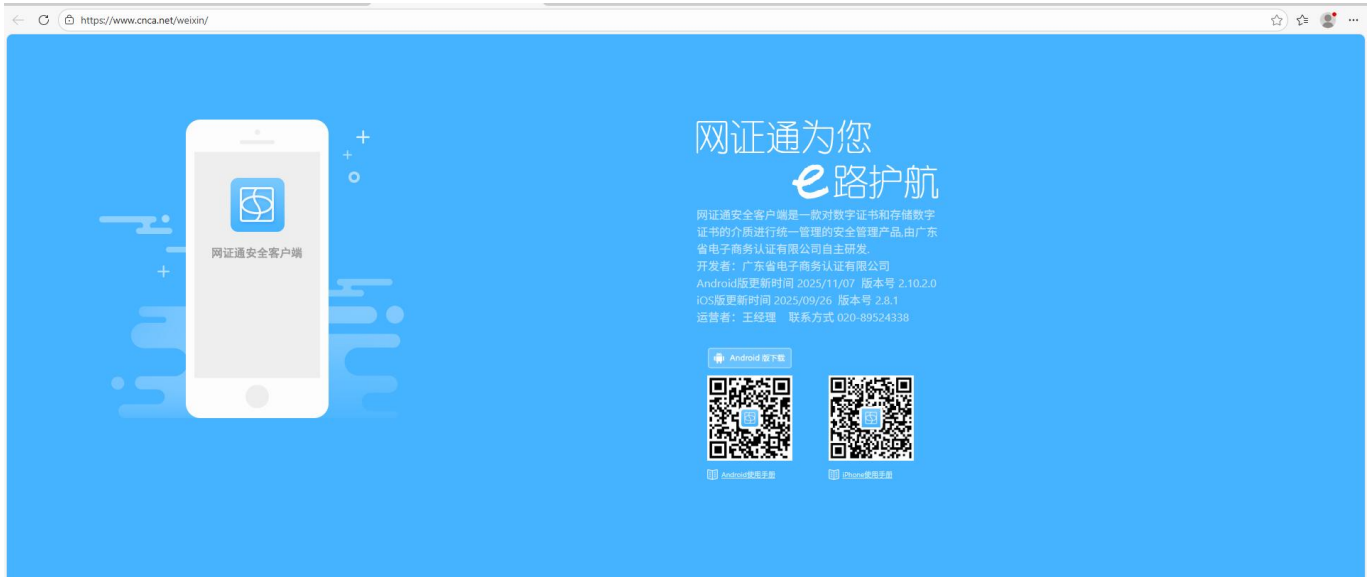 https://www.cnca.net/weixin/
网证通安全客户端
网证通为您
e路护航
网证通安全客户端是一款对数字证书和存储数字
证书的介质进行统一管理的安全管理产品,由广东
省电子商务认证有限公司自主研发.
开发者：广东省电子商务认证有限公司
Android版更新时间 2025/11/07 版本号 2.10.2.0
iOS版更新时间 2025/09/26 版本号 2.8.1
运营者：王经理 联系方式 020-89524338
Android 版下载
Android使用手册
iPhone使用手册